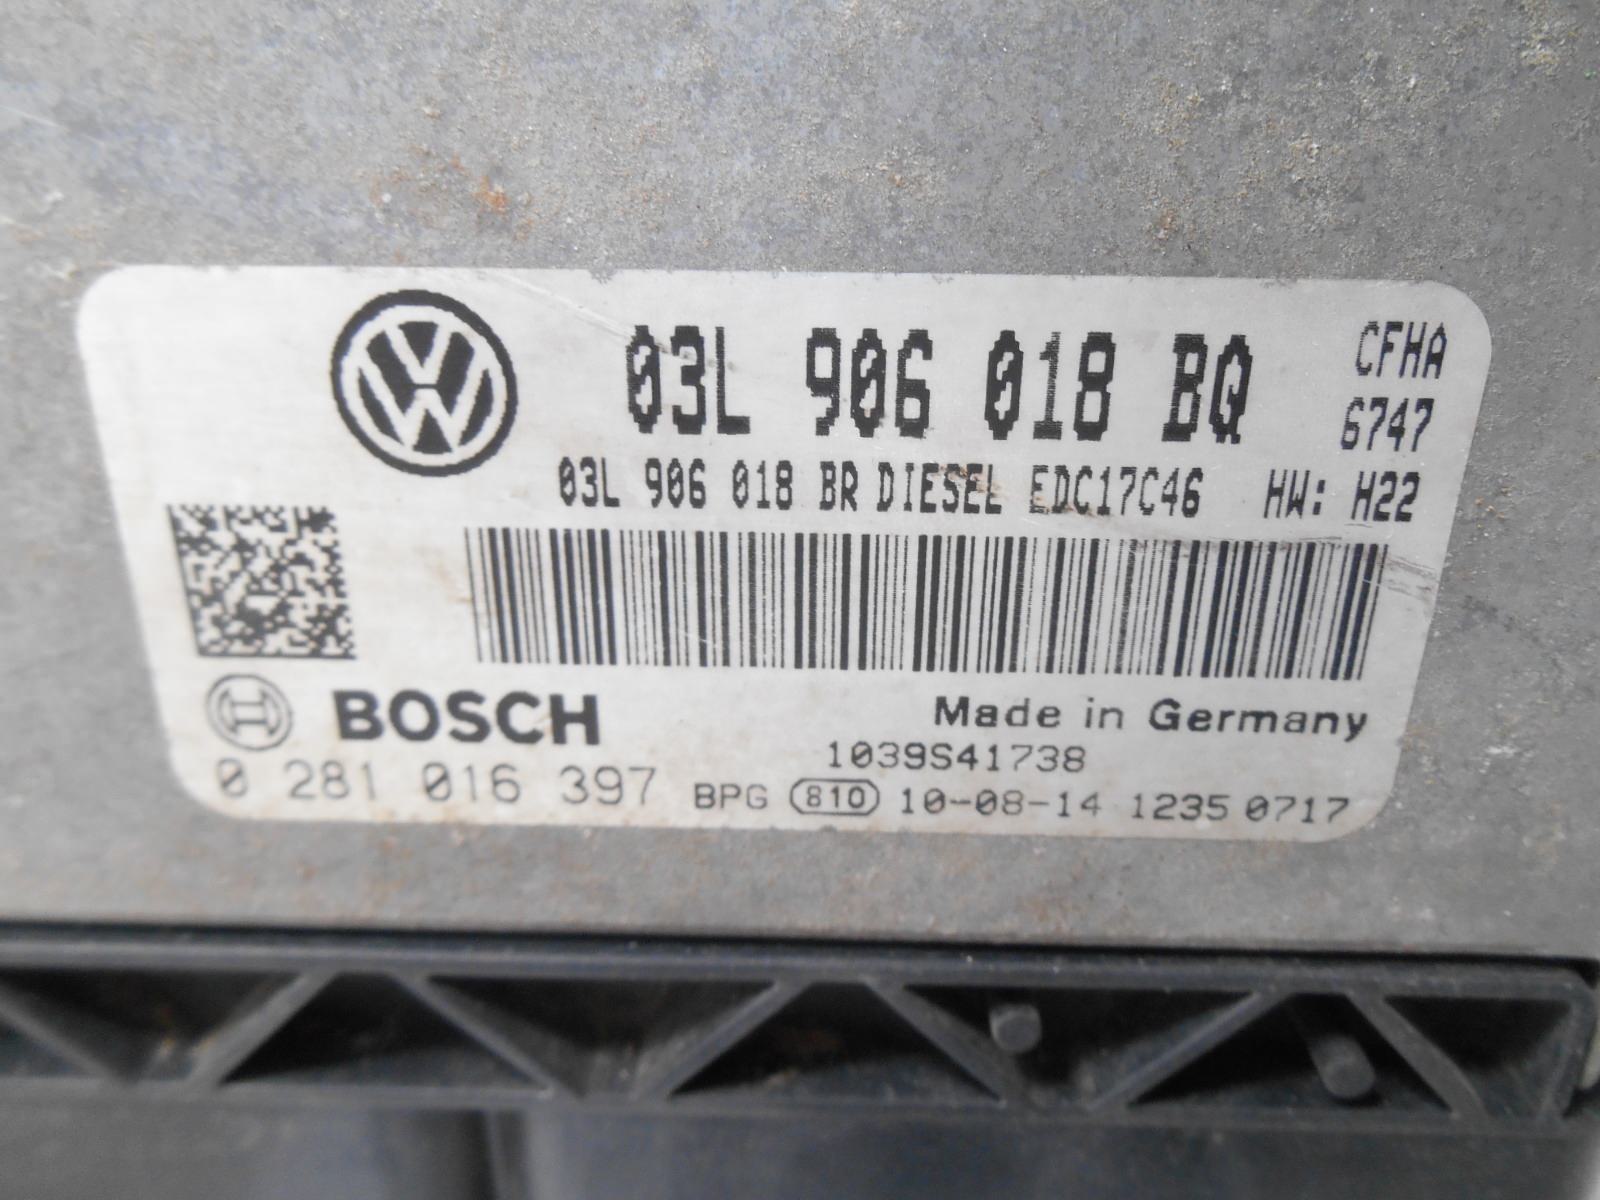 03L 906 018 BQ CFHA
6747
03L 906 018 BR DIESEL EDC17C46 HW: H22
BOSCH Made in Germany
1039S41738
0 281 016 397 BPG 810 10-08-14 1235 0717